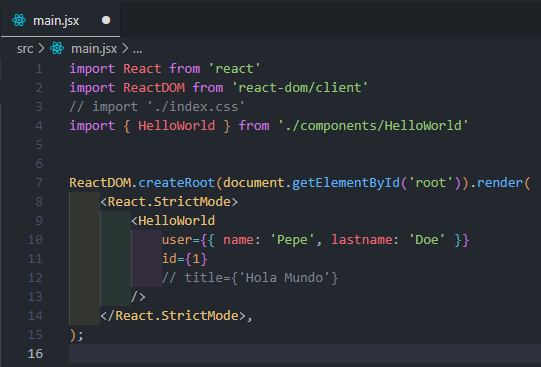 main.jsx
src > main.jsx > ...
1 import React from 'react'
2 import ReactDOM from 'react-dom/client'
3 // import './index.css'
4 import { HelloWorld } from './components/HelloWorld'
5
6
7 ReactDOM.createRoot(document.getElementById('root')).render(
8     <React.StrictMode>
9         <HelloWorld
10             user={{ name: 'Pepe', lastname: 'Doe' }}
11             id={1}
12             // title={'Hola Mundo'}
13         />
14     </React.StrictMode>,
15 );
16